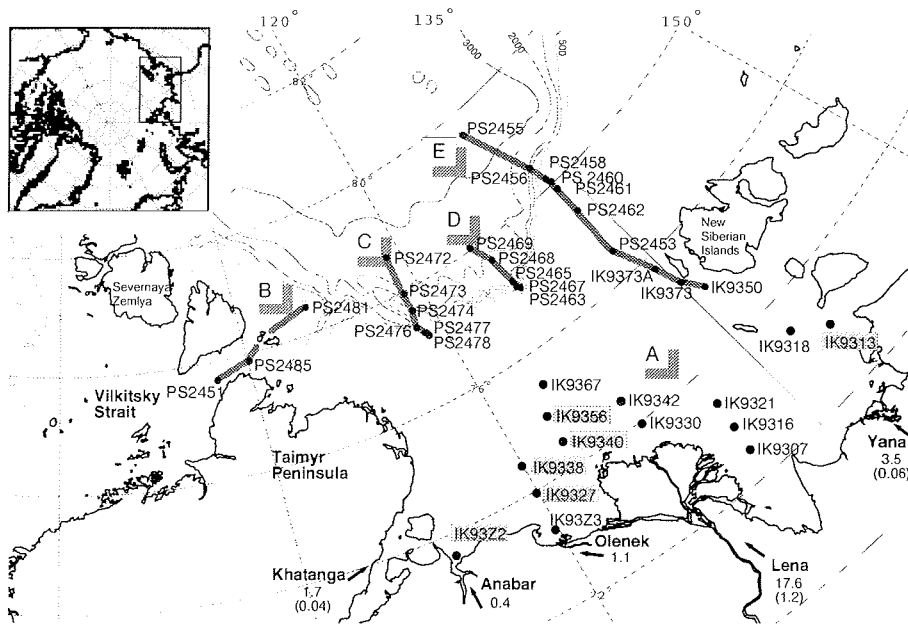 120°
135°
150°
3000
2000
500
80
PS2455
E
PS2458
PS2456
PS 2460
PS2461
PS2462
D
C
PS2469
PS2453
New
Siberian
Islands
PS2472
PS2468
PS2465
PS2467
PS2463
IK9373A
IK9373
IK9350
Severnaya
Zemlya
B
PS2481
PS2473
PS2474
PS2476
PS2477
PS2478
IK9318
IK9313
PS2485
PS2451
A
76°
IK9367
Vilkitsky
Strait
IK9342
IK9321
IK9356
IK9330
IK9316
Yana
3.5
(0.06)
Taimyr
Peninsula
IK9340
IK9307
IK9338
IK9327
IK93Z2
IK93Z3
Olenek
1.1
Khatanga
1.7
(0.04)
Anabar
0.4
Lena
17.6
(1.2)